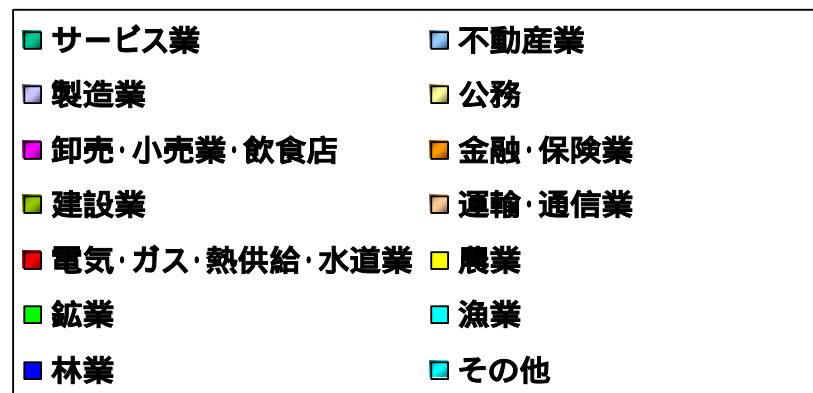 サービス業 不動産業
製造業 公務
卸売・小売業・飲食店 金融・保険業
建設業 運輸・通信業
電気・ガス・熱供給・水道業 農業
鉱業 漁業
林業 その他